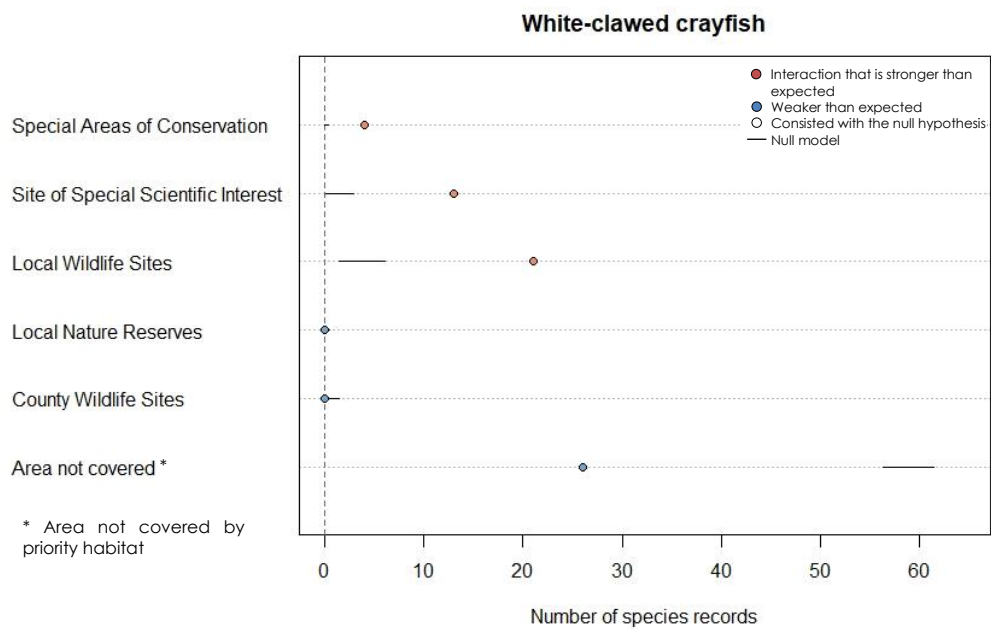 White-clawed crayfish
Interaction that is stronger than
expected
Weaker than expected
Consisted with the null hypothesis
Null model
Special Areas of Conservation
Site of Special Scientific Interest
Local Wildlife Sites
Local Nature Reserves
County Wildlife Sites
Area not covered *
* Area not covered by
priority habitat
0 10 20 30 40 50 60
Number of species records